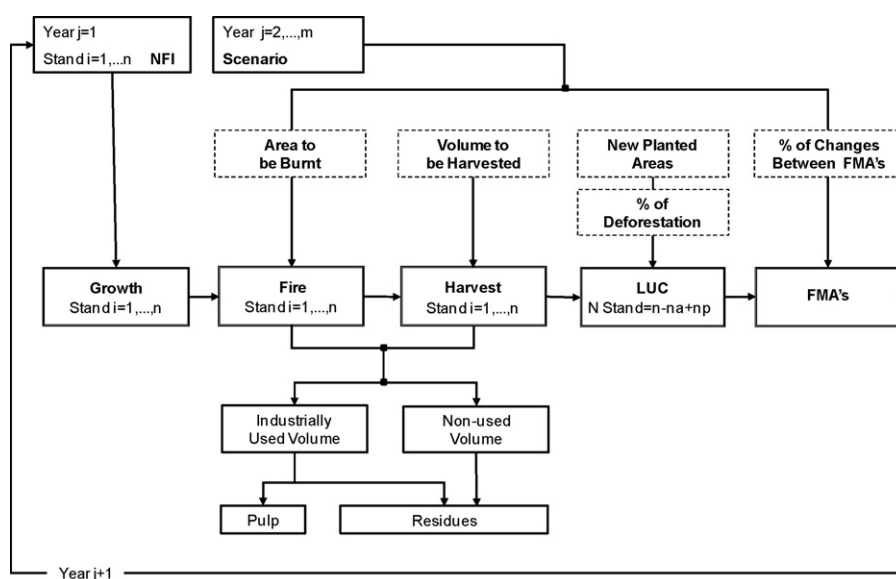 Year j=1
Stand i=1,...n NFI
Year j=2,...,m
Scenario
Area to
be Burnt
Volume to
be Harvested
New Planted
Areas
% of Changes
Between FMA's
% of
Deforestation
Growth
Stand i=1,...,n
Fire
Stand i=1,...,n
Harvest
Stand i=1,...,n
LUC
N Stand=n-na+np
FMA's
Industrially
Used Volume
Non-used
Volume
Pulp
Residues
Year j+1